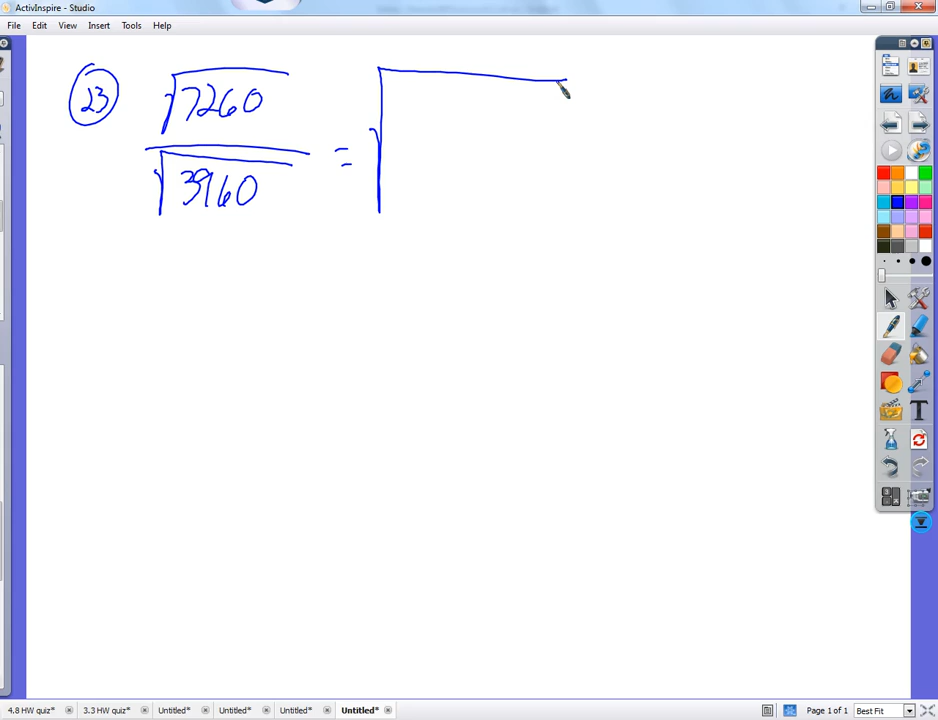 ActivInspire - Studio
File Edit View Insert Tools Help
23
√7260
√3960
=
√
4.8 HW quiz* 3.3 HW quiz* Untitled* Untitled* Untitled* Untitled*
Page 1 of 1 Best Fit